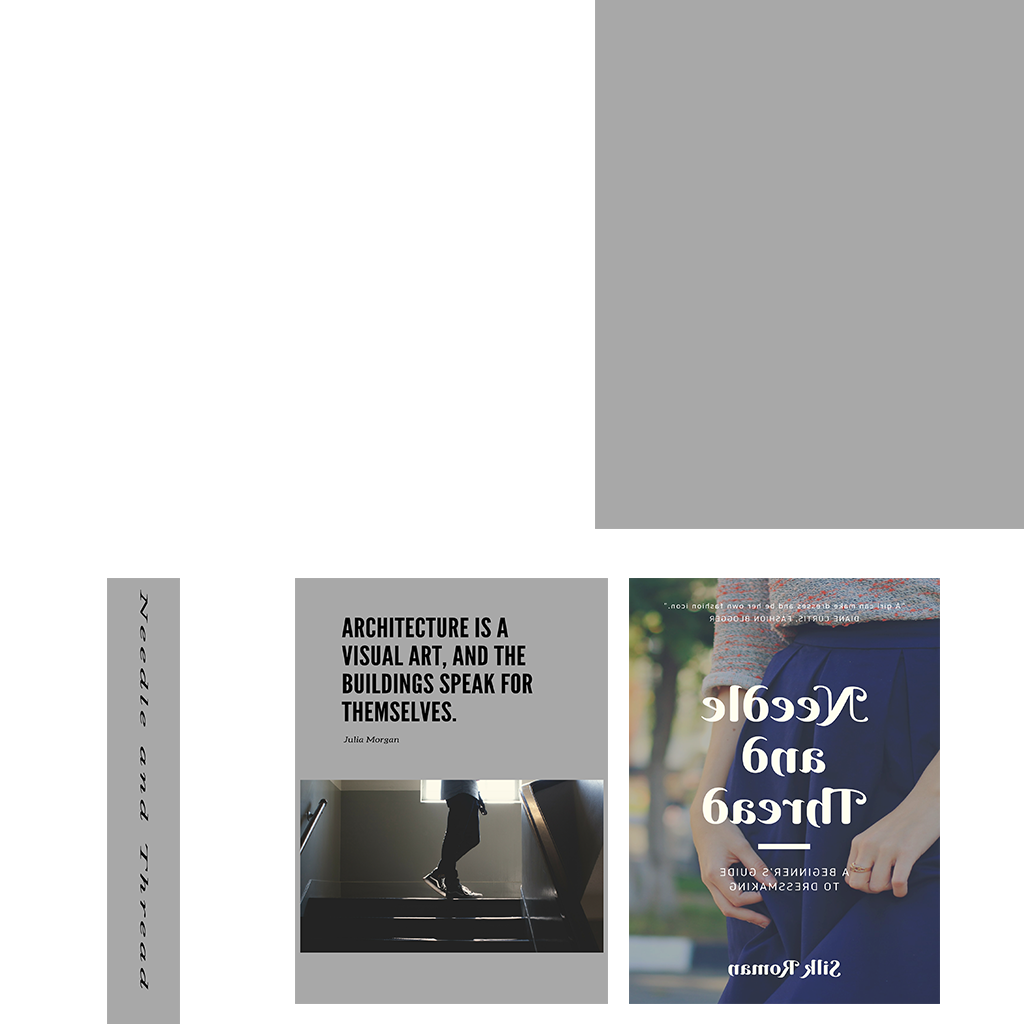 Needle and Thread
ARCHITECTURE IS A
VISUAL ART, AND THE
BUILDINGS SPEAK FOR
THEMSELVES.
Julia Morgan
"A girl can make dresses and be her own fashion icon."
DIANE CURTIS, FASHION BLOGGER
Needle
and
Thread
A BEGINNER'S GUIDE
TO DRESSMAKING
Silk Roman